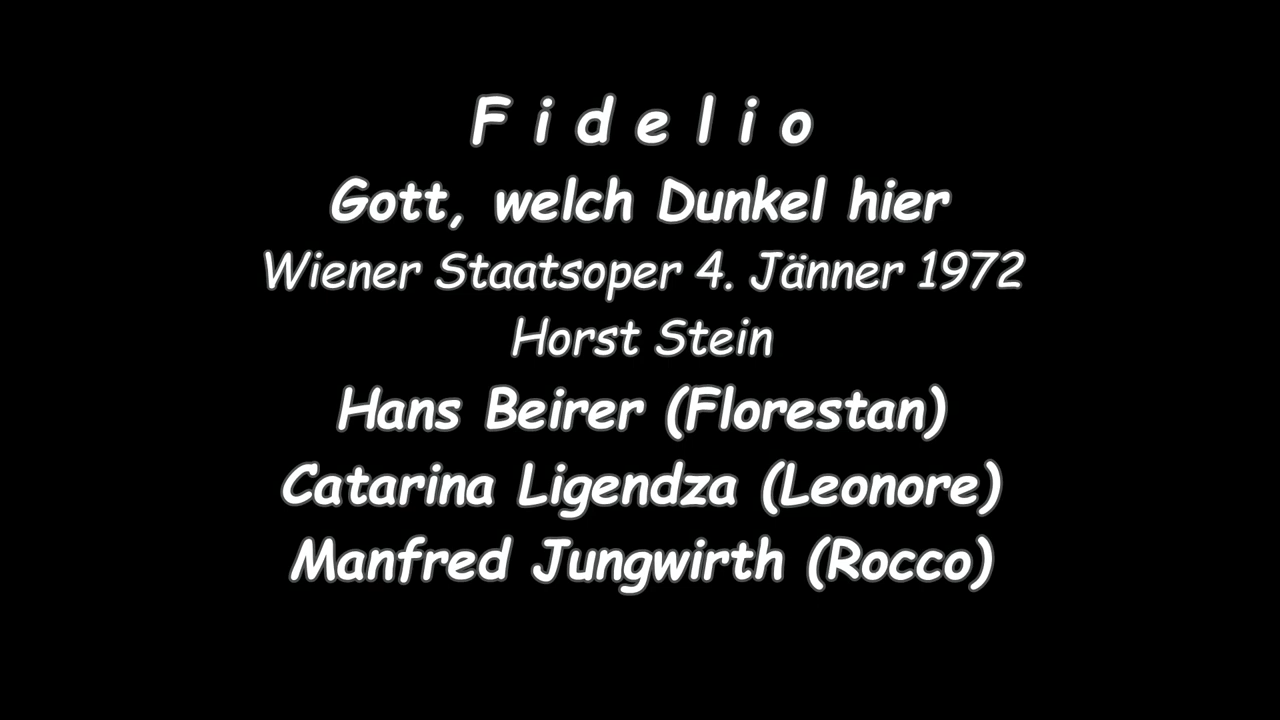 F i d e l i o
Gott, welch Dunkel hier
Wiener Staatsoper 4. Jänner 1972
Horst Stein
Hans Beirer (Florestan)
Catarina Ligendza (Leonore)
Manfred Jungwirth (Rocco)